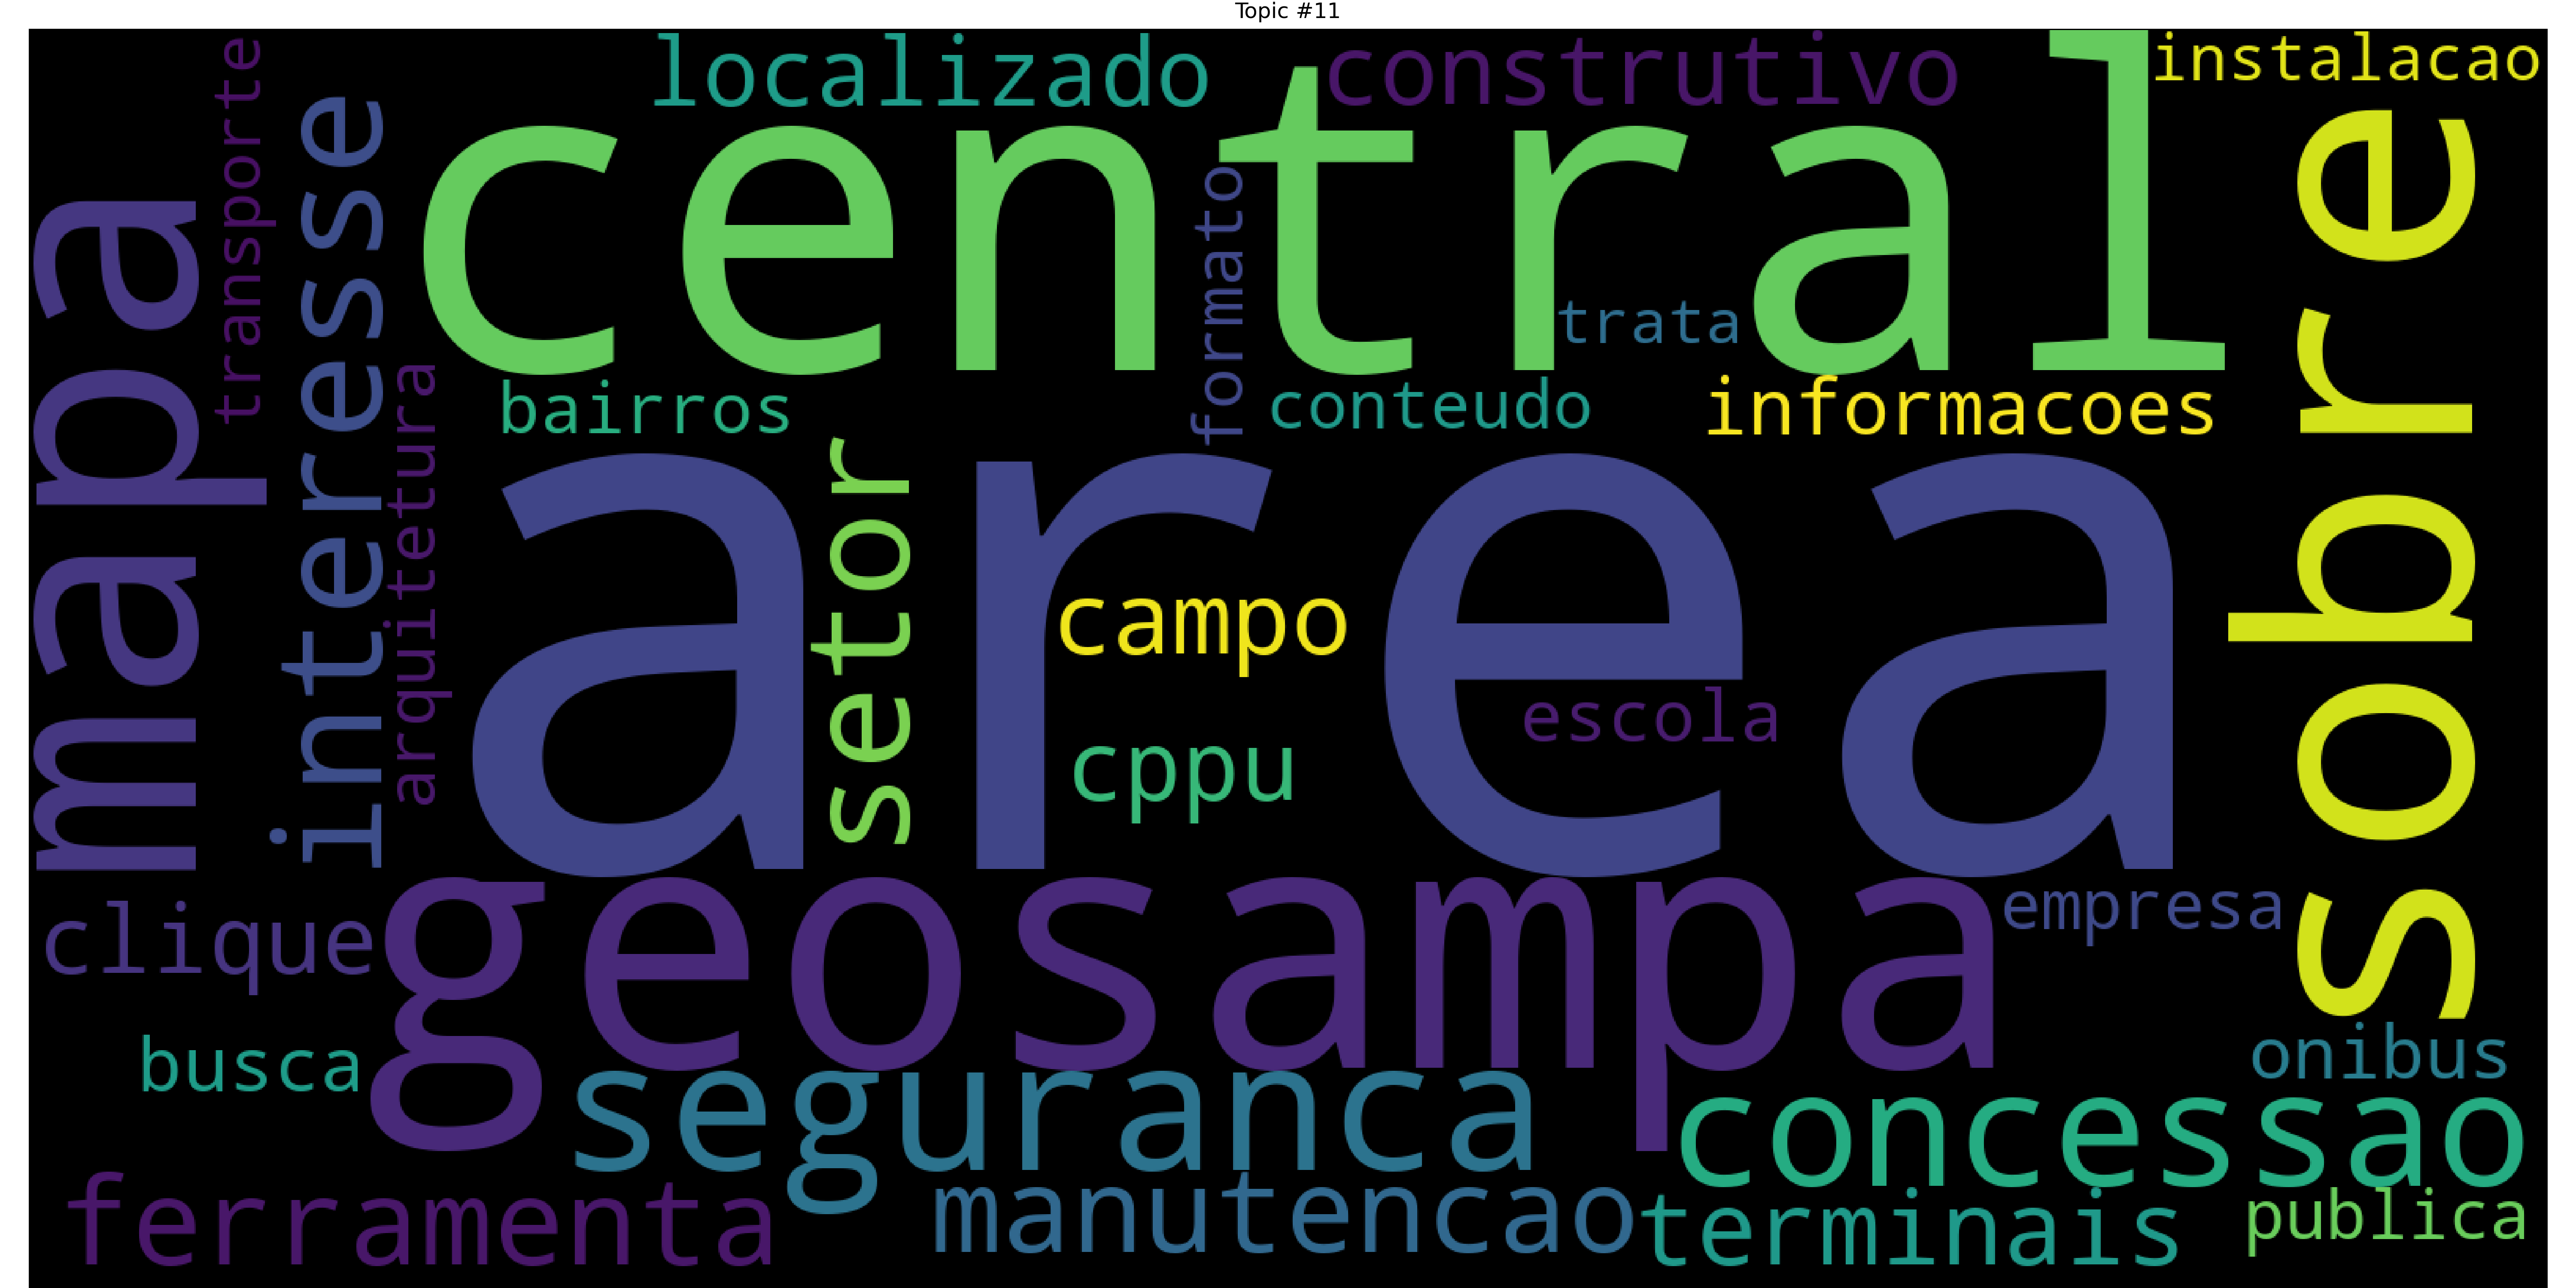 Topic #11
localizado
construtivo
instalacao
transporte
interesse
mapa
central
formato
trata
sobre
arquitetura
bairros
conteudo
informacoes
setor
area
campo
escola
cppu
clique
geosampa
empresa
busca
seguranca
onibus
concessao
ferramenta
manutencao
terminais
publica